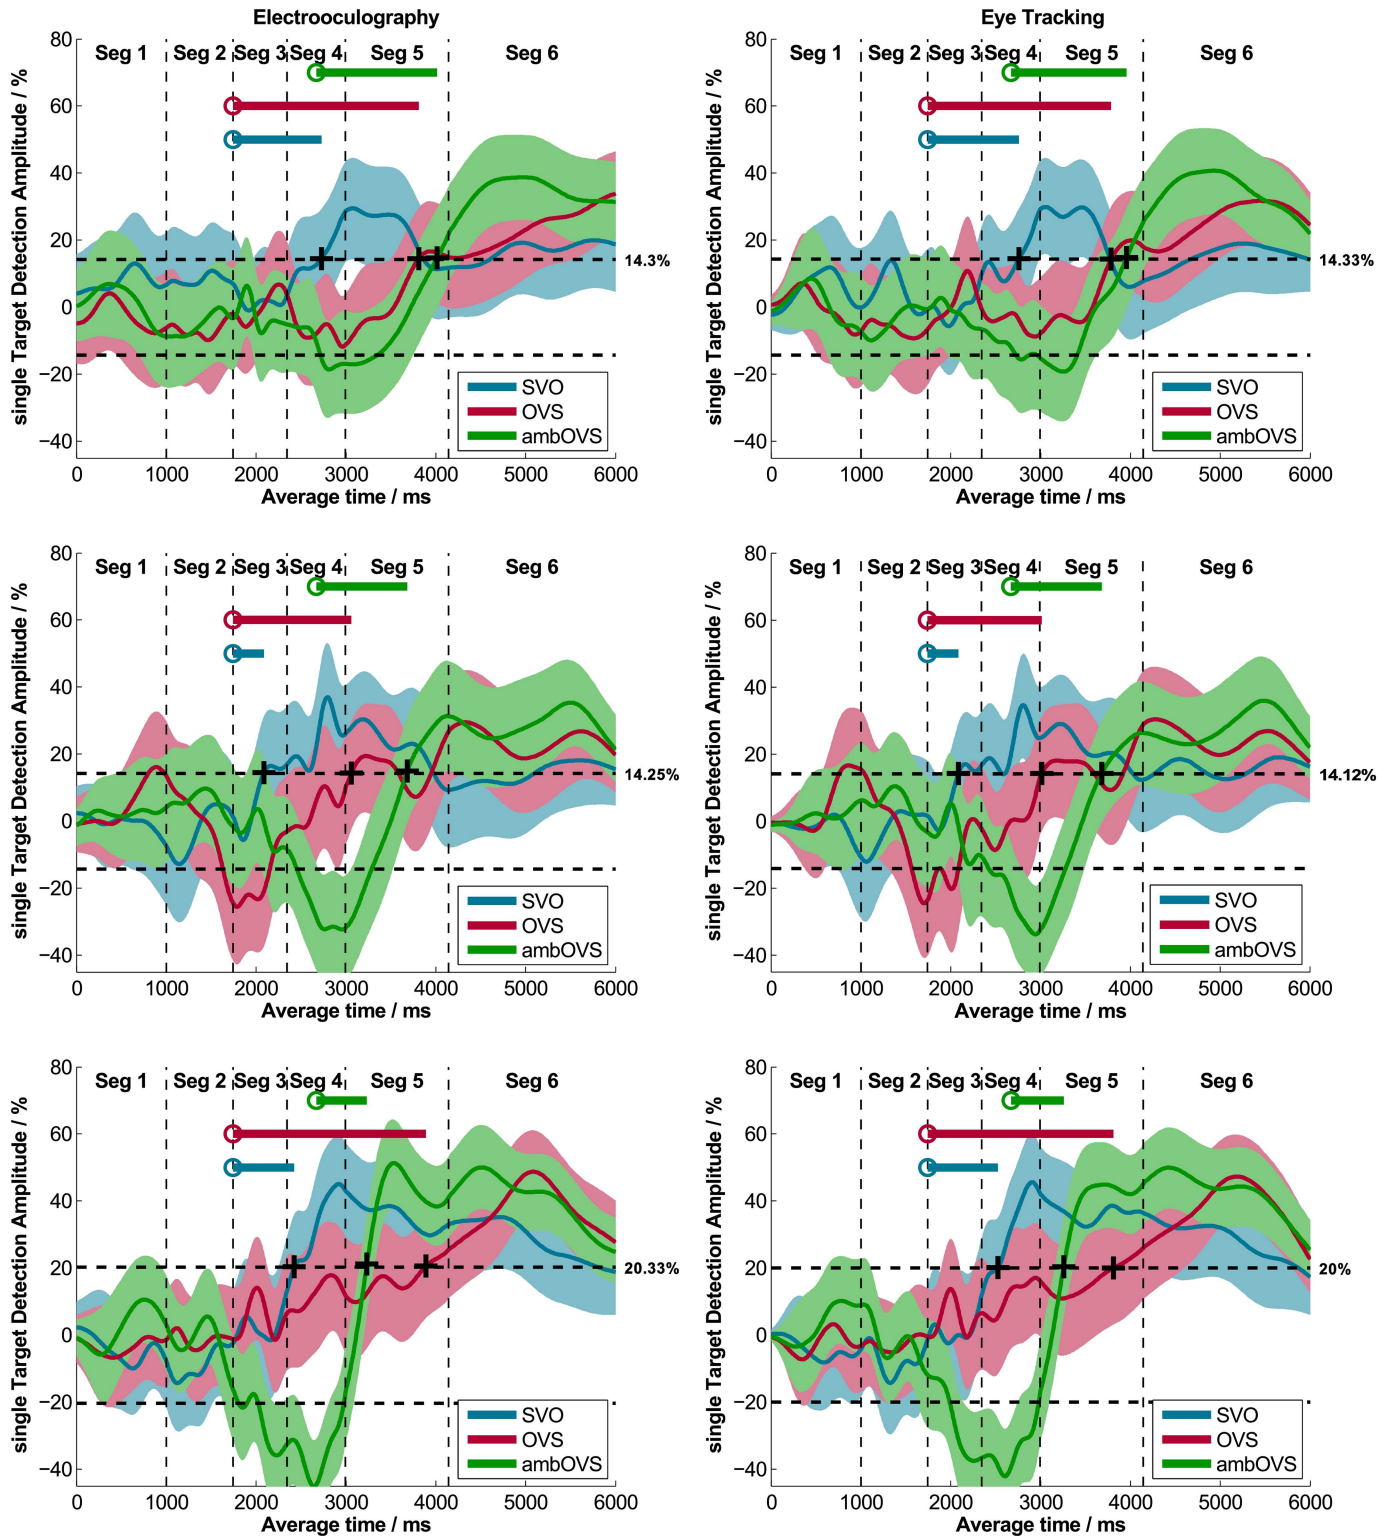 Electrooculography
Eye Tracking
80
60
40
20
0
−20
−40
single Target Detection Amplitude / %
Seg 1 Seg 2 Seg 3 Seg 4 Seg 5 Seg 6
14.3%
SVO
OVS
ambOVS
0 1000 2000 3000 4000 5000 6000
Average time / ms
80
60
40
20
0
−20
−40
single Target Detection Amplitude / %
Seg 1 Seg 2 Seg 3 Seg 4 Seg 5 Seg 6
14.33%
SVO
OVS
ambOVS
0 1000 2000 3000 4000 5000 6000
Average time / ms
80
60
40
20
0
−20
−40
single Target Detection Amplitude / %
Seg 1 Seg 2 Seg 3 Seg 4 Seg 5 Seg 6
14.25%
SVO
OVS
ambOVS
0 1000 2000 3000 4000 5000 6000
Average time / ms
80
60
40
20
0
−20
−40
single Target Detection Amplitude / %
Seg 1 Seg 2 Seg 3 Seg 4 Seg 5 Seg 6
14.12%
SVO
OVS
ambOVS
0 1000 2000 3000 4000 5000 6000
Average time / ms
80
60
40
20
0
−20
−40
single Target Detection Amplitude / %
Seg 1 Seg 2 Seg 3 Seg 4 Seg 5 Seg 6
20.33%
SVO
OVS
ambOVS
0 1000 2000 3000 4000 5000 6000
Average time / ms
80
60
40
20
0
−20
−40
single Target Detection Amplitude / %
Seg 1 Seg 2 Seg 3 Seg 4 Seg 5 Seg 6
20%
SVO
OVS
ambOVS
0 1000 2000 3000 4000 5000 6000
Average time / ms